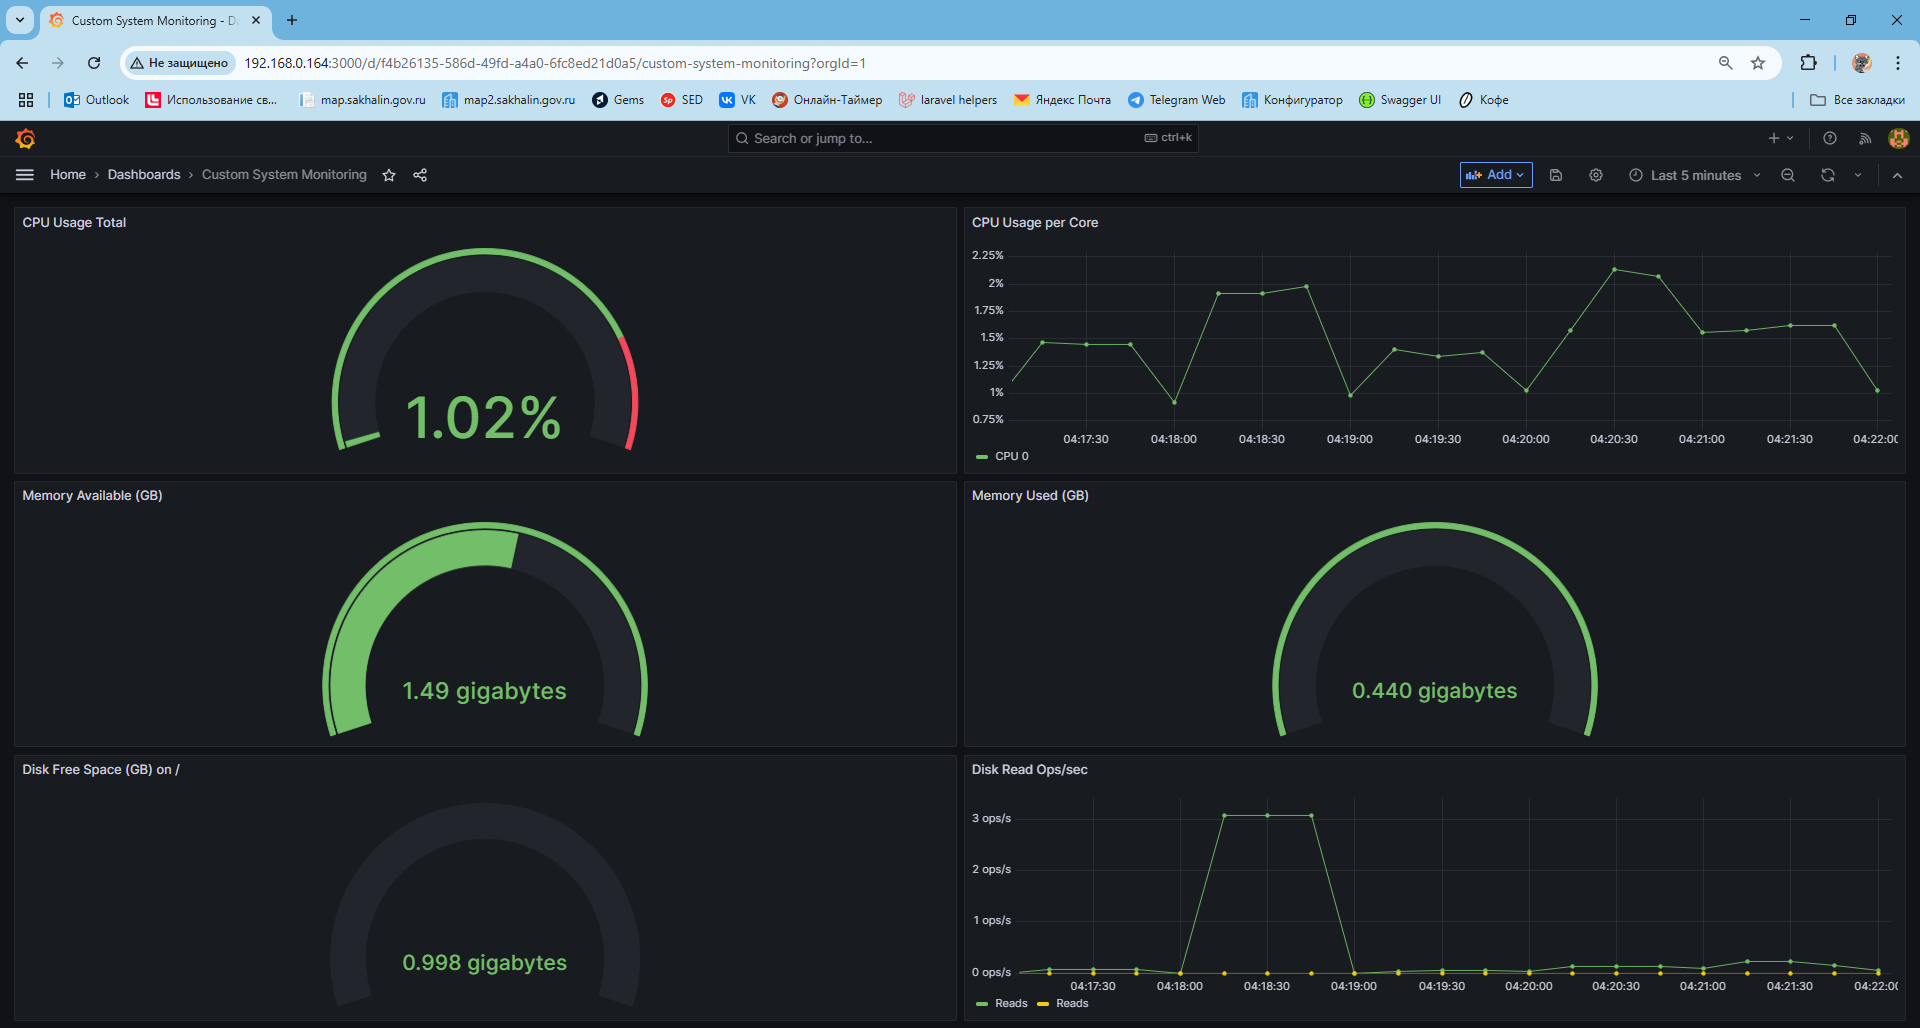 Custom System Monitoring - D
Не защищено
192.168.0.164:3000/d/f4b26135-586d-49fd-a4a0-6fc8ed21d0a5/custom-system-monitoring?orgId=1
Outlook
Использование св...
map.sakhalin.gov.ru
map2.sakhalin.gov.ru
Gems
SED
VK
Онлайн-Таймер
laravel helpers
Яндекс Почта
Telegram Web
Конфигуратор
Swagger UI
Кофе
Все закладки
Search or jump to...
ctrl+k
Home › Dashboards › Custom System Monitoring
Add
Last 5 minutes
CPU Usage Total
1.02%
CPU Usage per Core
2.25%
2%
1.75%
1.5%
1.25%
1%
0.75%
04:17:30 04:18:00 04:18:30 04:19:00 04:19:30 04:20:00 04:20:30 04:21:00 04:21:30 04:22:00
CPU 0
Memory Available (GB)
1.49 gigabytes
Memory Used (GB)
0.440 gigabytes
Disk Free Space (GB) on /
0.998 gigabytes
Disk Read Ops/sec
3 ops/s
2 ops/s
1 ops/s
0 ops/s
04:17:30 04:18:00 04:18:30 04:19:00 04:19:30 04:20:00 04:20:30 04:21:00 04:21:30 04:22:00
Reads Reads